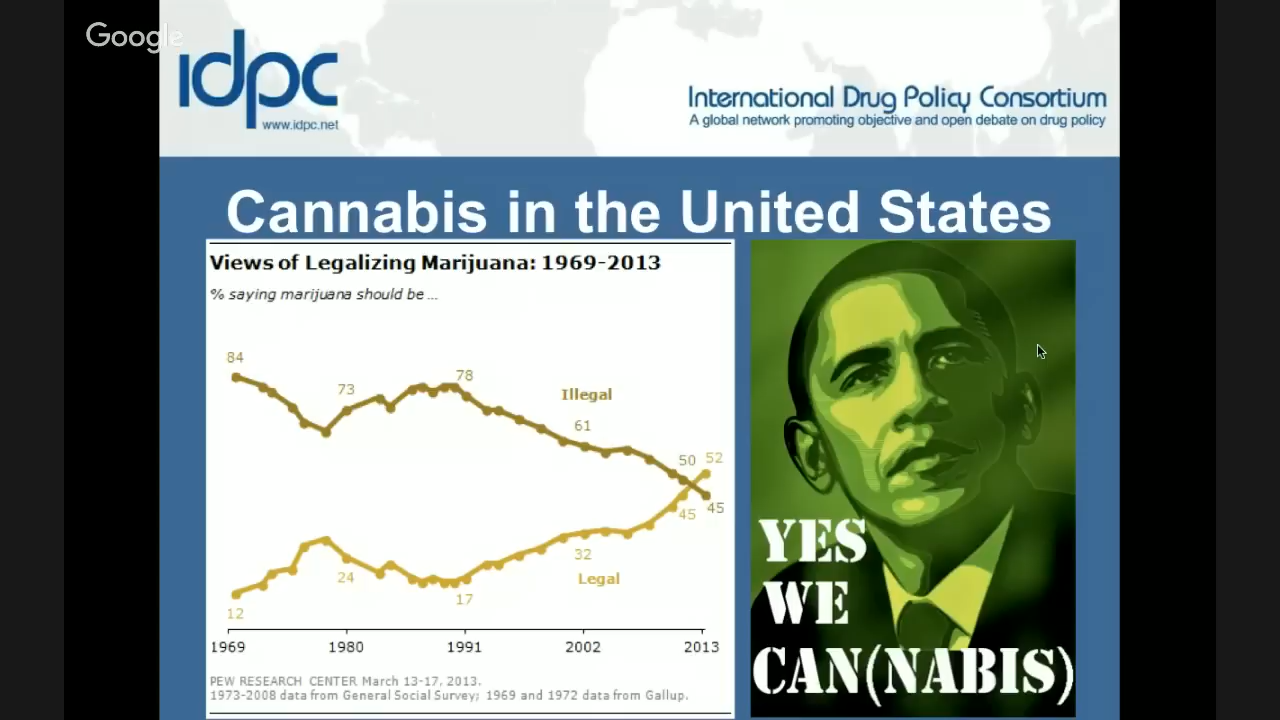 Google
idpc
www.idpc.net
International Drug Policy Consortium
A global network promoting objective and open debate on drug policy
Cannabis in the United States
Views of Legalizing Marijuana: 1969-2013
% saying marijuana should be ...
84
73
78
Illegal
61
50
52
45
45
32
Legal
24
17
12
1969 1980 1991 2002 2013
PEW RESEARCH CENTER March 13-17, 2013.
1973-2008 data from General Social Survey; 1969 and 1972 data from Gallup.
YES
WE
CAN(NABIS)